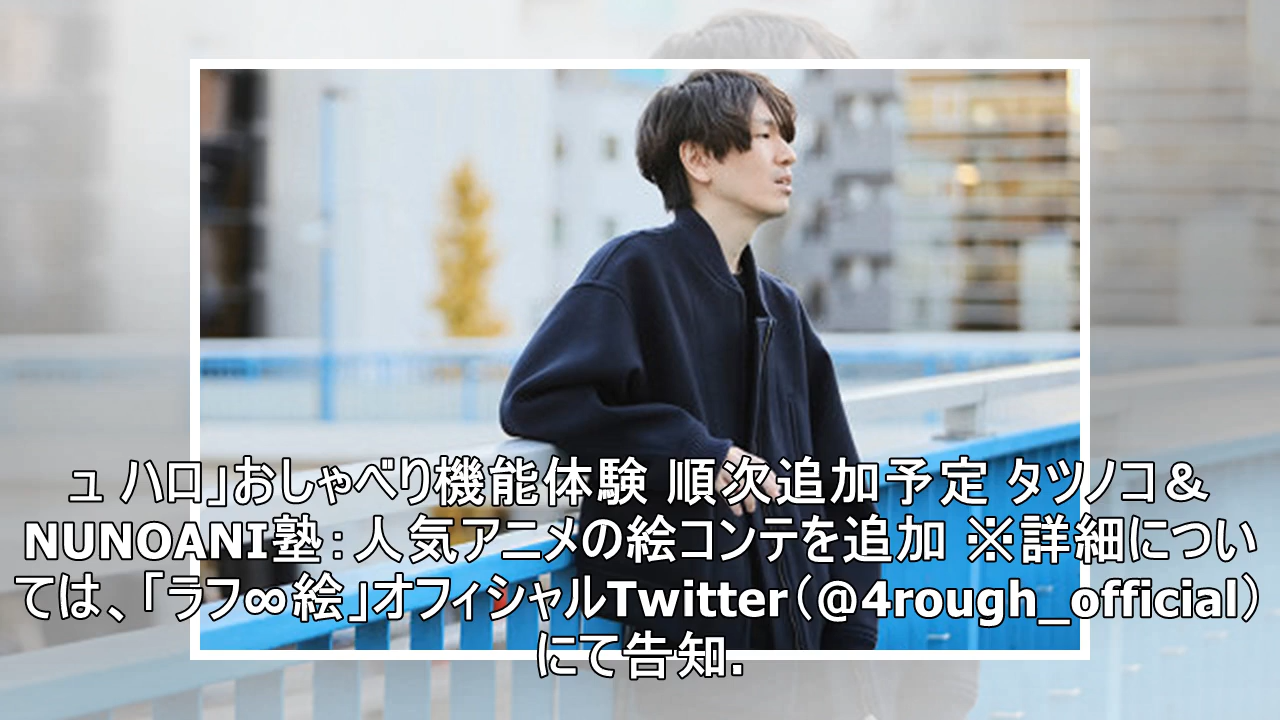 ュ ハロ」おしゃべり機能体験 順次追加予定 タツノコ＆
NUNOANI塾：人気アニメの絵コンテを追加 ※詳細につい
ては、「ラフ∞絵」オフィシャルTwitter（@4rough_official）
にて告知.